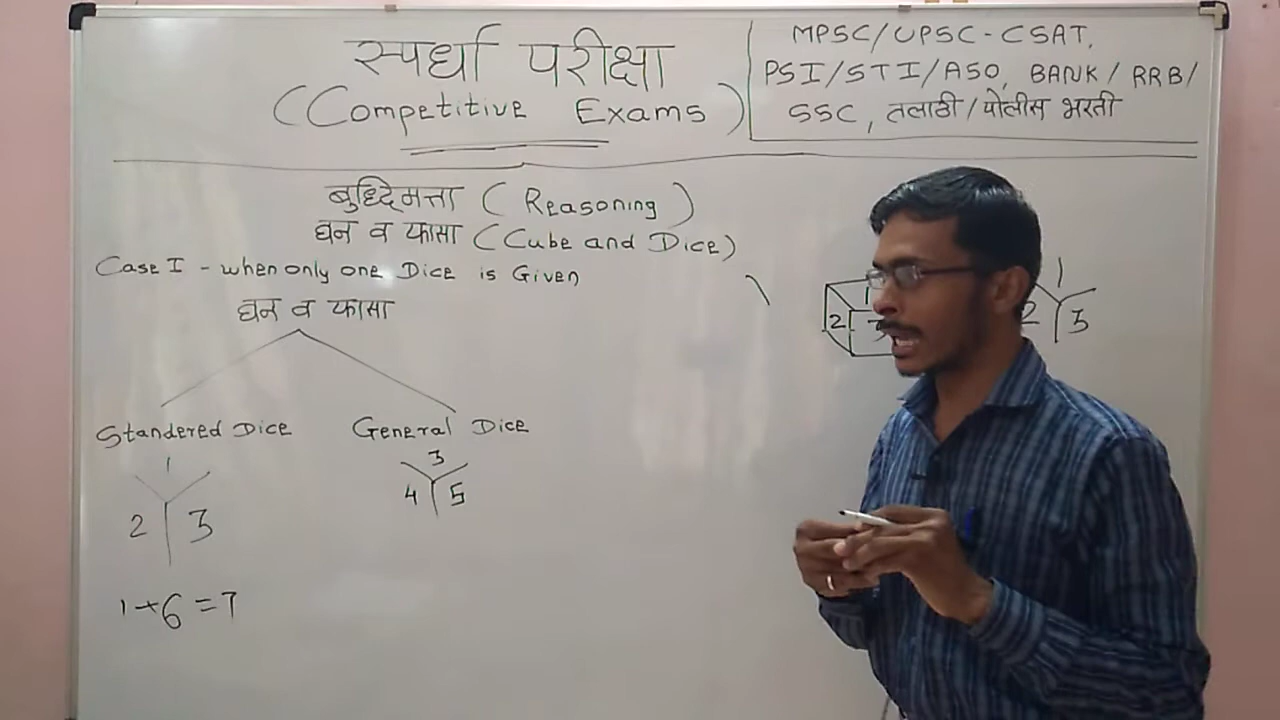 स्पर्धा परीक्षा
(Competitive Exams)
MPSC/UPSC-CSAT,
PSI/STI/ASO, BANK/RRB/
SSC, तलाठी/पोलीस भरती
बुध्दिमत्ता (Reasoning)
घन व फासा (Cube and Dice)
Case I - when only one Dice is Given
घन व फासा
Standered Dice
General Dice
1
2 3
3
4 5
1+6=7
1
2
1
2 3